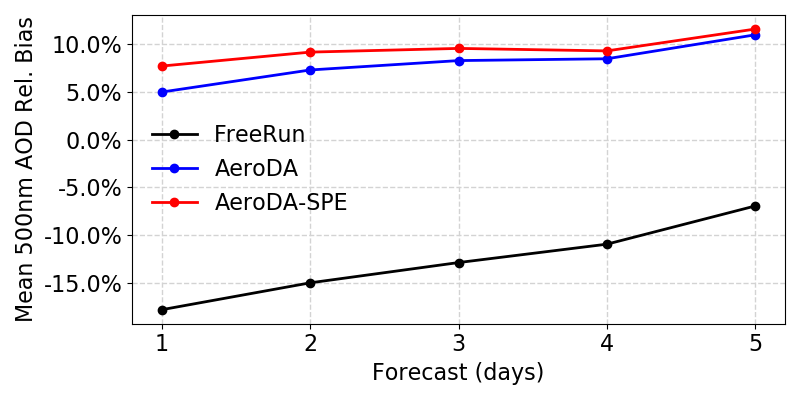 Mean 500nm AOD Rel. Bias
10.0%
5.0%
0.0%
-5.0%
-10.0%
-15.0%
FreeRun
AeroDA
AeroDA-SPE
1 2 3 4 5
Forecast (days)